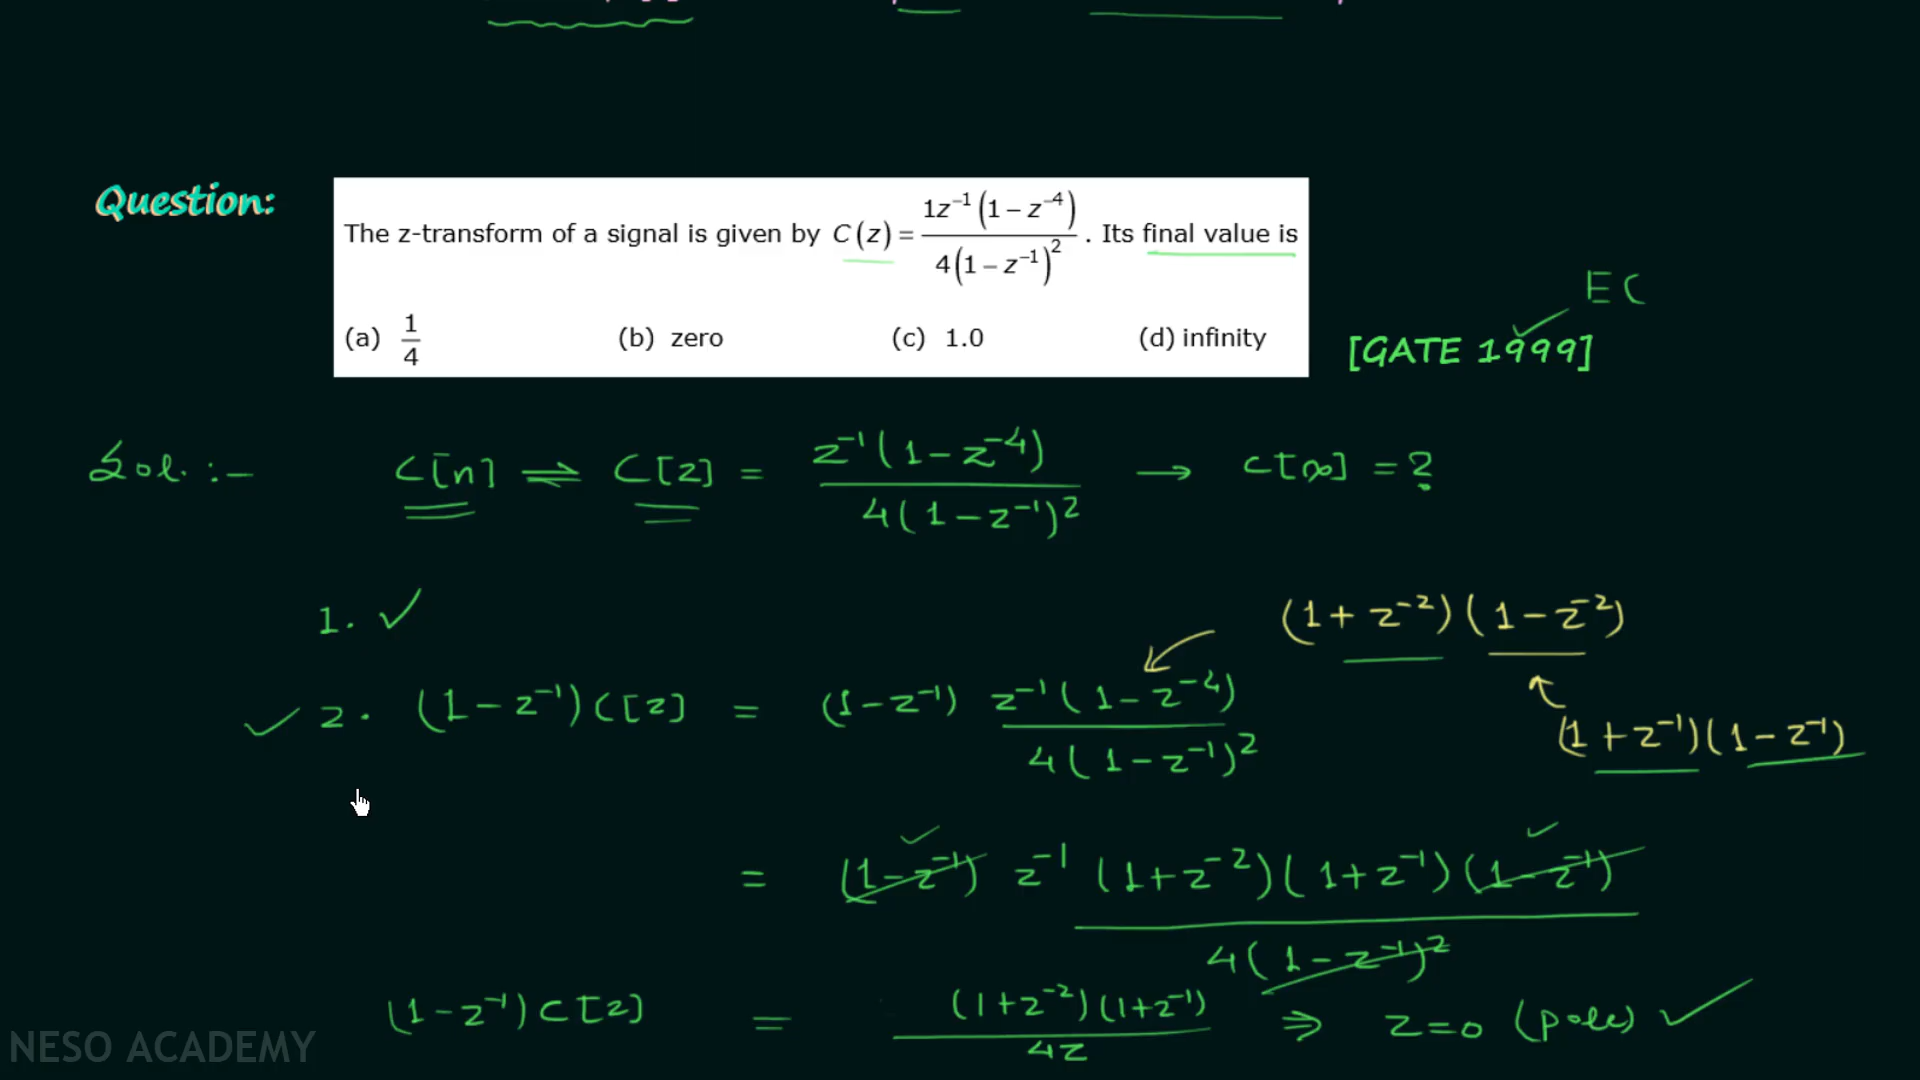 Question:
The z-transform of a signal is given by C(z) = 1z⁻¹(1 − z⁻⁴) / 4(1 − z⁻¹)² . Its final value is
(a) 1/4 (b) zero (c) 1.0 (d) infinity
EC
[GATE 1999]
Sol. :- C[n] ⇌ C[z] = z⁻¹(1 − z⁻⁴) / 4(1 − z⁻¹)² → C[∞] = ?
1. ✓
(1 + z⁻²)(1 − z⁻²)
✓ 2. (1 − z⁻¹) C[z] = (1 − z⁻¹) z⁻¹(1 − z⁻⁴) / 4(1 − z⁻¹)²
(1 + z⁻¹)(1 − z⁻¹)
= (1 − z⁻¹) z⁻¹ (1 + z⁻²)(1 + z⁻¹)(1 − z⁻¹) / 4(1 − z⁻¹)²
(1 − z⁻¹) C[z] = (1 + z⁻²)(1 + z⁻¹) / 4z ⇒ z = 0 (pole) ✓
NESO ACADEMY